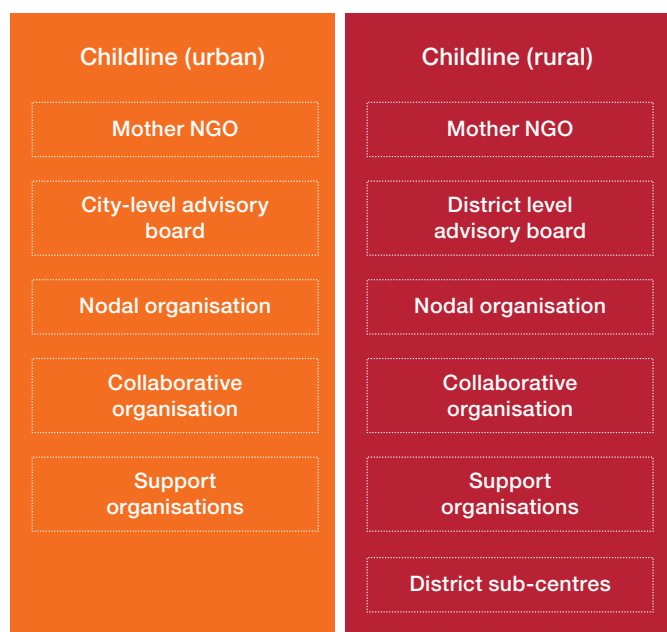 Childline (urban)
Mother NGO
City-level advisory
board
Nodal organisation
Collaborative
organisation
Support
organisations
Childline (rural)
Mother NGO
District level
advisory board
Nodal organisation
Collaborative
organisation
Support
organisations
District sub-centres